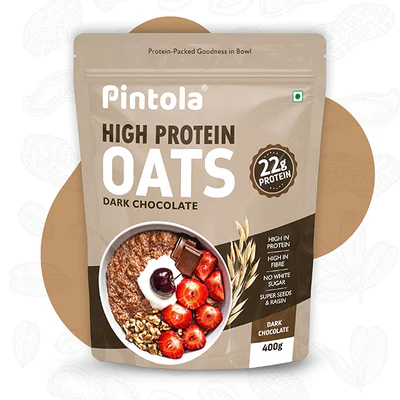 Protein-Packed Goodness in Bowl
Pintola®
HIGH PROTEIN
OATS
DARK CHOCOLATE
22g
PROTEIN
HIGH IN
PROTEIN
HIGH IN
FIBRE
NO WHITE
SUGAR
SUPER SEEDS
& RAISIN
DARK
CHOCOLATE
400g